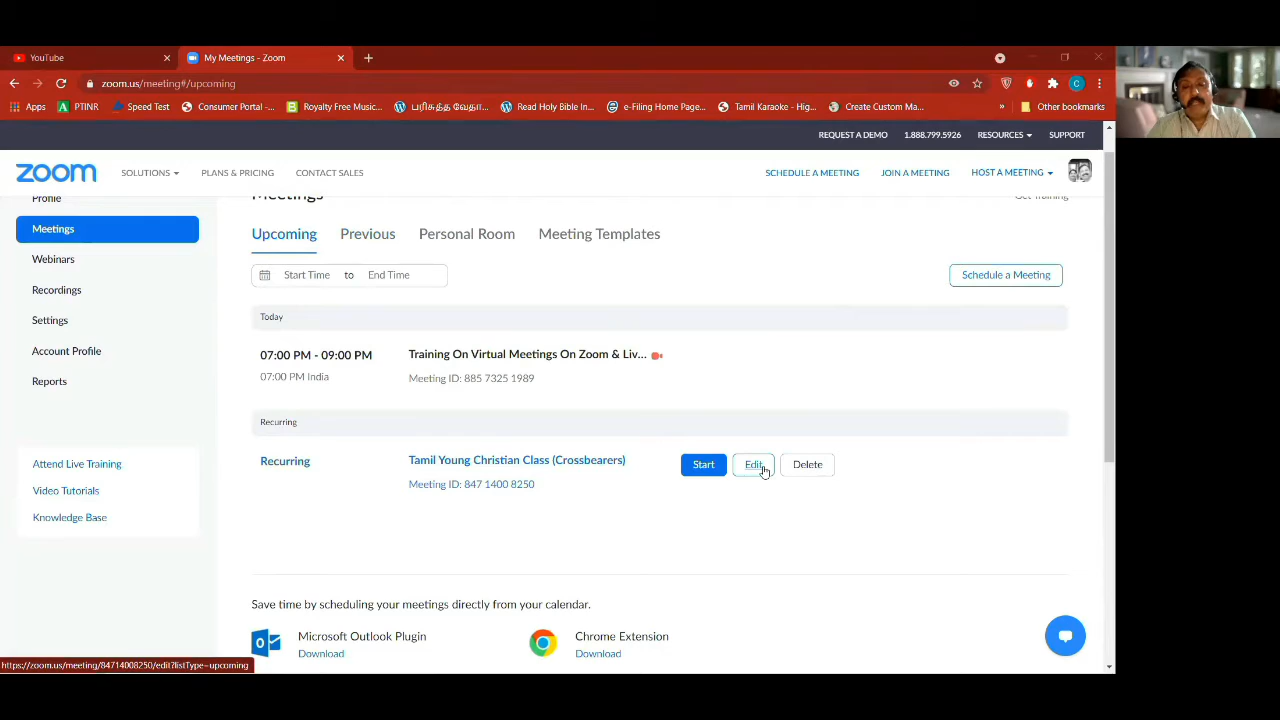 YouTube
My Meetings - Zoom
zoom.us/meeting#/upcoming
C
Apps
PTINR
Speed Test
Consumer Portal -...
Royalty Free Music...
பரிசுத்த வேதா...
Read Holy Bible In...
e-Filing Home Page...
Tamil Karaoke - Hig...
Create Custom Ma...
»
Other bookmarks
REQUEST A DEMO
1.888.799.5926
RESOURCES
SUPPORT
zoom
SOLUTIONS
PLANS & PRICING
CONTACT SALES
SCHEDULE A MEETING
JOIN A MEETING
HOST A MEETING
Profile
Meetings
Webinars
Recordings
Settings
Account Profile
Reports
Attend Live Training
Video Tutorials
Knowledge Base
Meetings
Get Training
Upcoming
Previous
Personal Room
Meeting Templates
Start Time to End Time
Schedule a Meeting
Today
07:00 PM - 09:00 PM
07:00 PM India
Training On Virtual Meetings On Zoom & Liv...
Meeting ID: 885 7325 1989
Recurring
Recurring
Tamil Young Christian Class (Crossbearers)
Meeting ID: 847 1400 8250
Start
Edit
Delete
Save time by scheduling your meetings directly from your calendar.
Microsoft Outlook Plugin
Download
Chrome Extension
Download
https://zoom.us/meeting/84714008250/edit?listType=upcoming